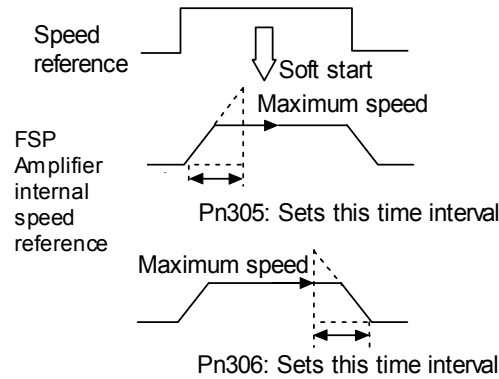 Speed
reference
Soft start
Maximum speed
FSP
Amplifier
internal
speed
reference
Pn305: Sets this time interval
Maximum speed
Pn306: Sets this time interval